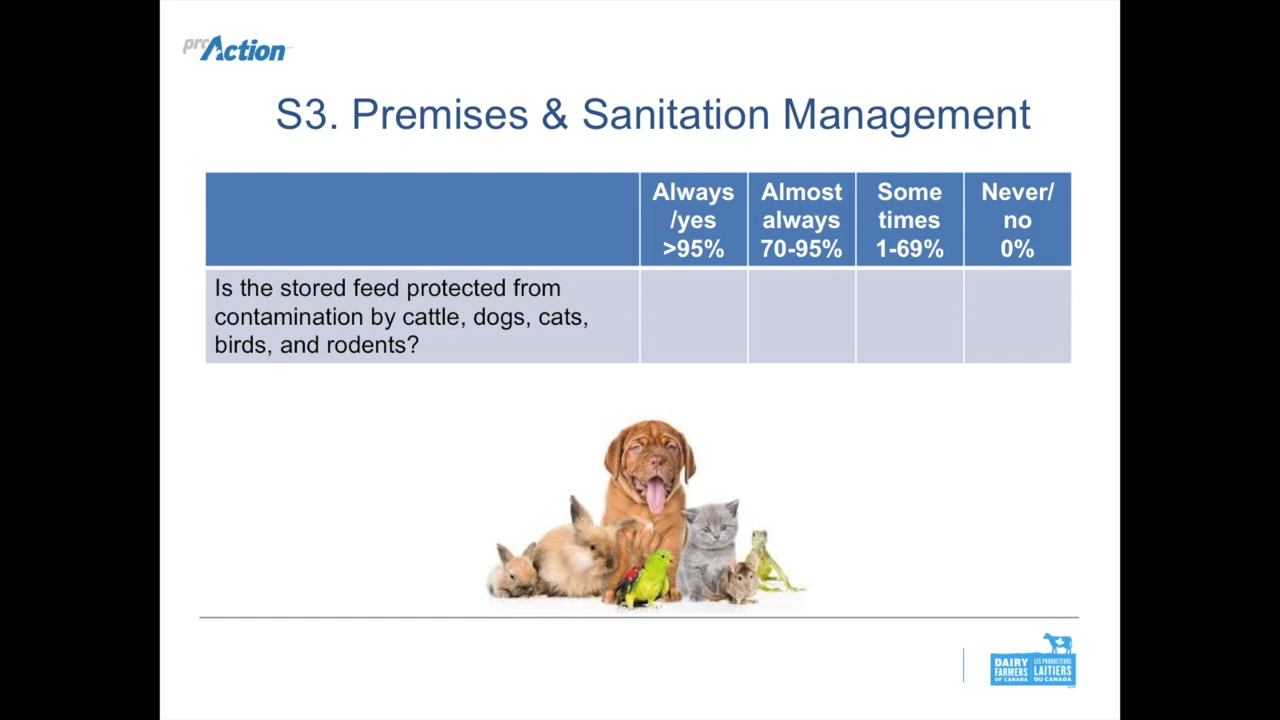 proAction
S3. Premises & Sanitation Management
Always
/yes
>95%
Almost
always
70-95%
Some
times
1-69%
Never/
no
0%
Is the stored feed protected from
contamination by cattle, dogs, cats,
birds, and rodents?
DAIRY
FARMERS
OF CANADA
LES PRODUCTEURS
LAITIERS
DU CANADA